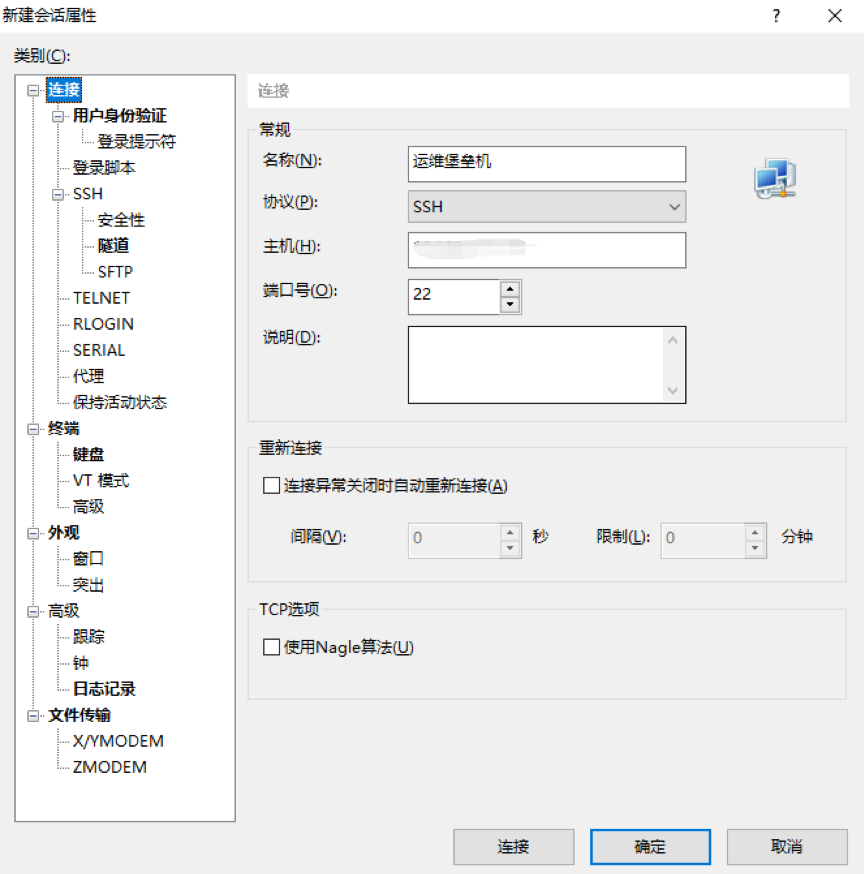 新建会话属性
?
类别(C):
连接
用户身份验证
登录提示符
登录脚本
SSH
安全性
隧道
SFTP
TELNET
RLOGIN
SERIAL
代理
保持活动状态
终端
键盘
VT 模式
高级
外观
窗口
突出
高级
跟踪
钟
日志记录
文件传输
X/YMODEM
ZMODEM
连接
常规
名称(N): 运维堡垒机
协议(P): SSH
主机(H):
端口号(O): 22
说明(D):
重新连接
连接异常关闭时自动重新连接(A)
间隔(V): 0 秒 限制(L): 0 分钟
TCP选项
使用Nagle算法(U)
连接 确定 取消